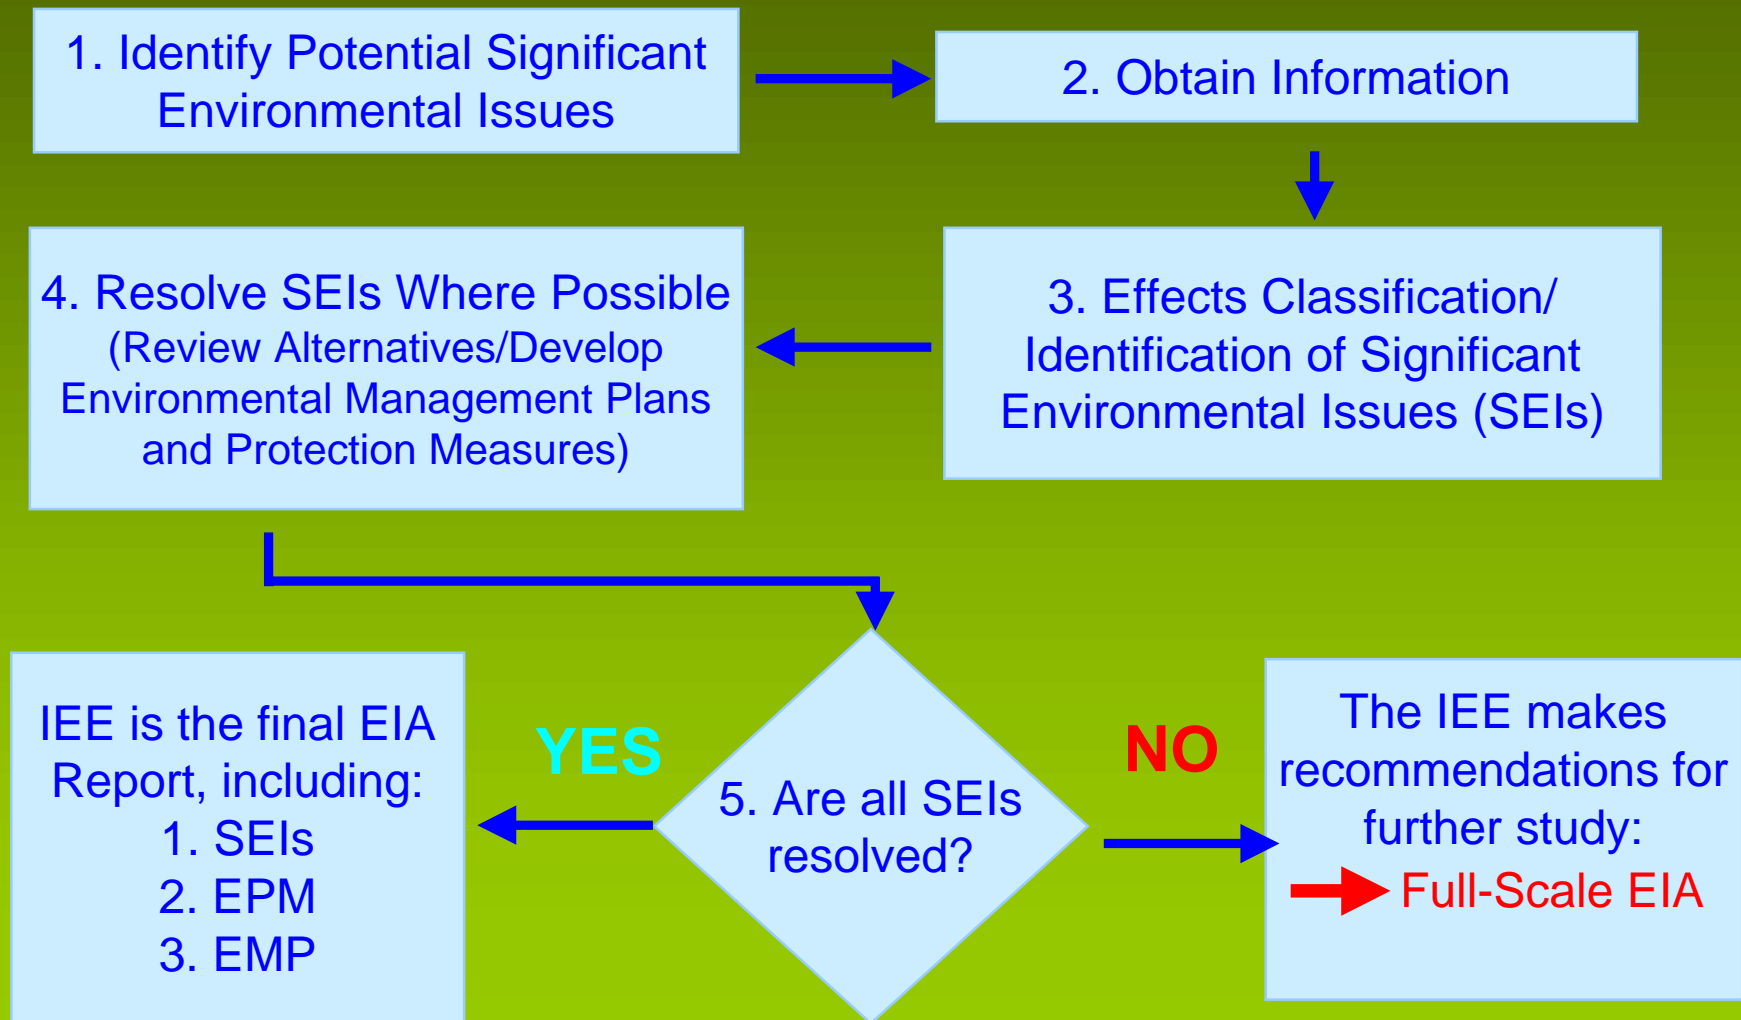 1. Identify Potential Significant
Environmental Issues
2. Obtain Information
3. Effects Classification/
Identification of Significant
Environmental Issues (SEIs)
4. Resolve SEIs Where Possible
(Review Alternatives/Develop
Environmental Management Plans
and Protection Measures)
5. Are all SEIs
resolved?
YES
IEE is the final EIA
Report, including:
1. SEIs
2. EPM
3. EMP
NO
The IEE makes
recommendations for
further study:
Full-Scale EIA